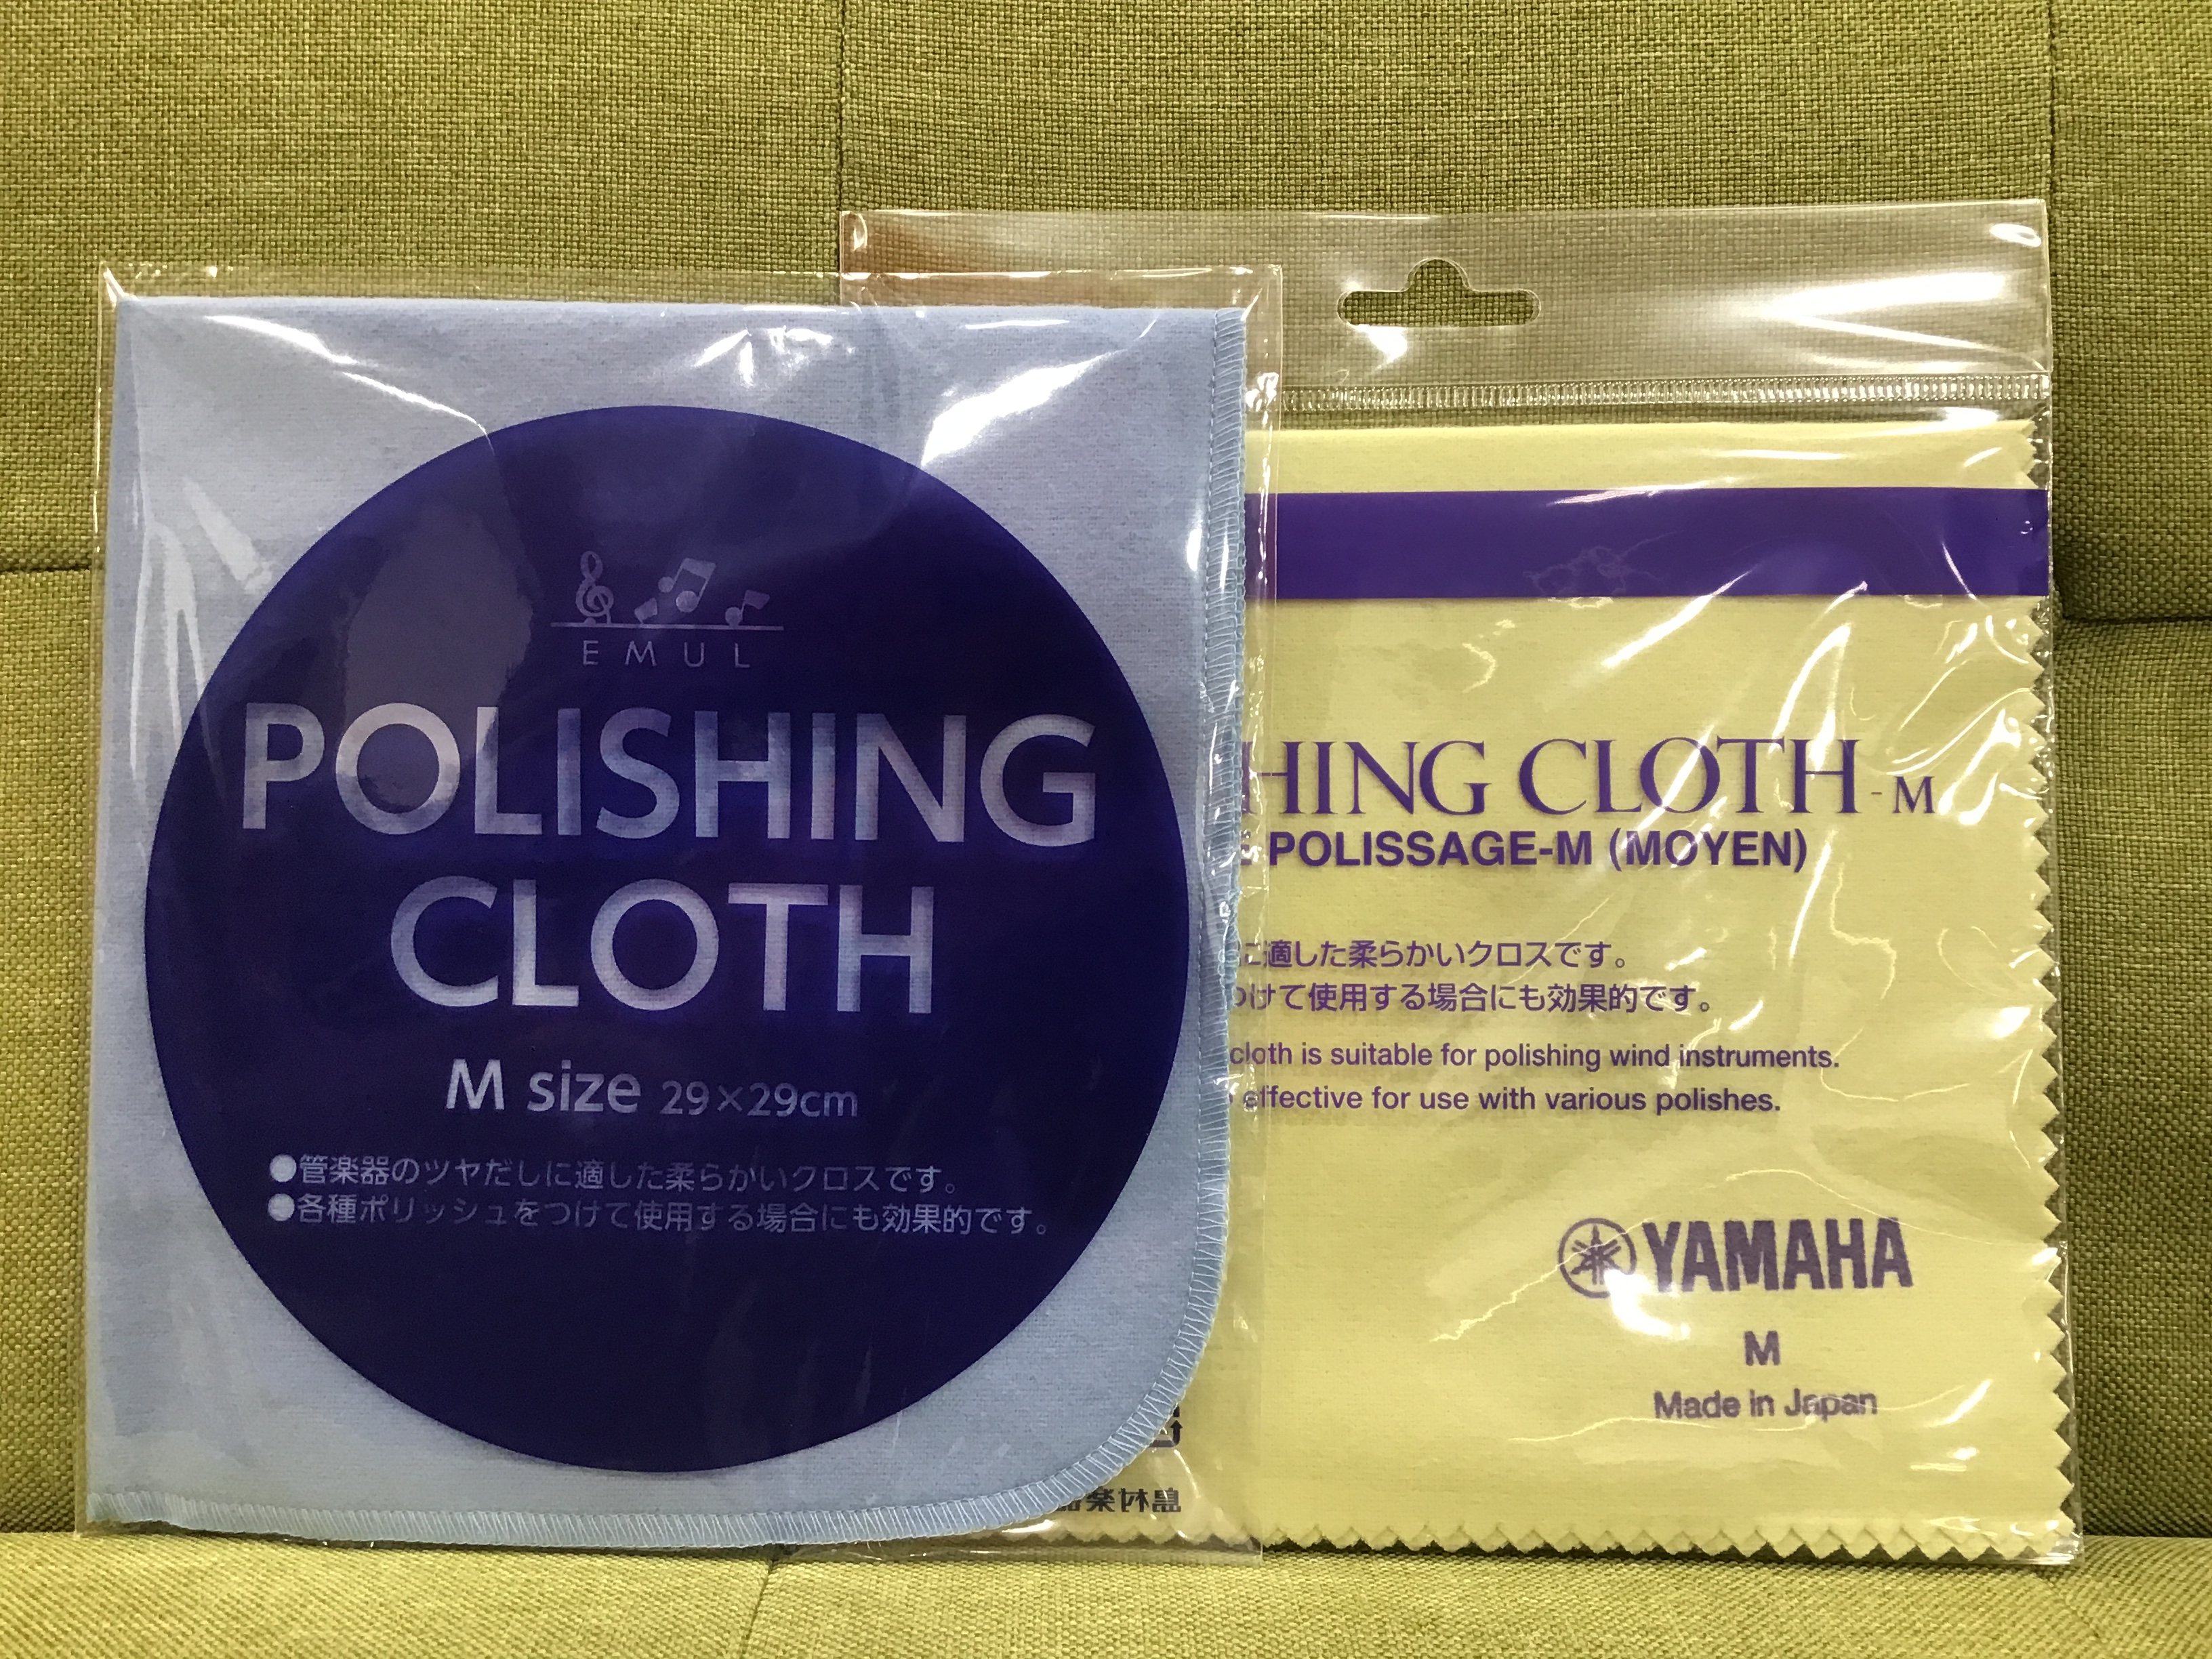 EMUL
POLISHING
CLOTH
M size 29×29cm
●管楽器のツヤだしに適した柔らかいクロスです。
●各種ポリッシュをつけて使用する場合にも効果的です。
HING CLOTH-M
POLISSAGE-M (MOYEN)
に適した柔らかいクロスです。
つけて使用する場合にも効果的です。
cloth is suitable for polishing wind instruments.
effective for use with various polishes.
YAMAHA
M
Made in Japan